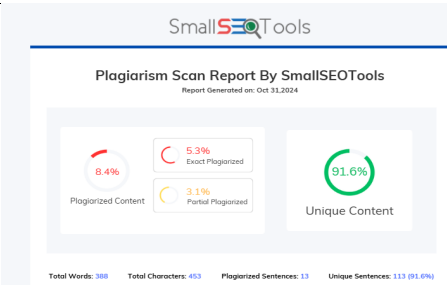 SmallSEOTools
Plagiarism Scan Report By SmallSEOTools
Report Generated on: Oct 31,2024
8.4%
Plagiarized Content
5.3%
Exact Plagiarized
3.1%
Partial Plagiarized
91.6%
Unique Content
Total Words: 388 Total Characters: 453 Plagiarized Sentences: 13 Unique Sentences: 113 (91.6%)